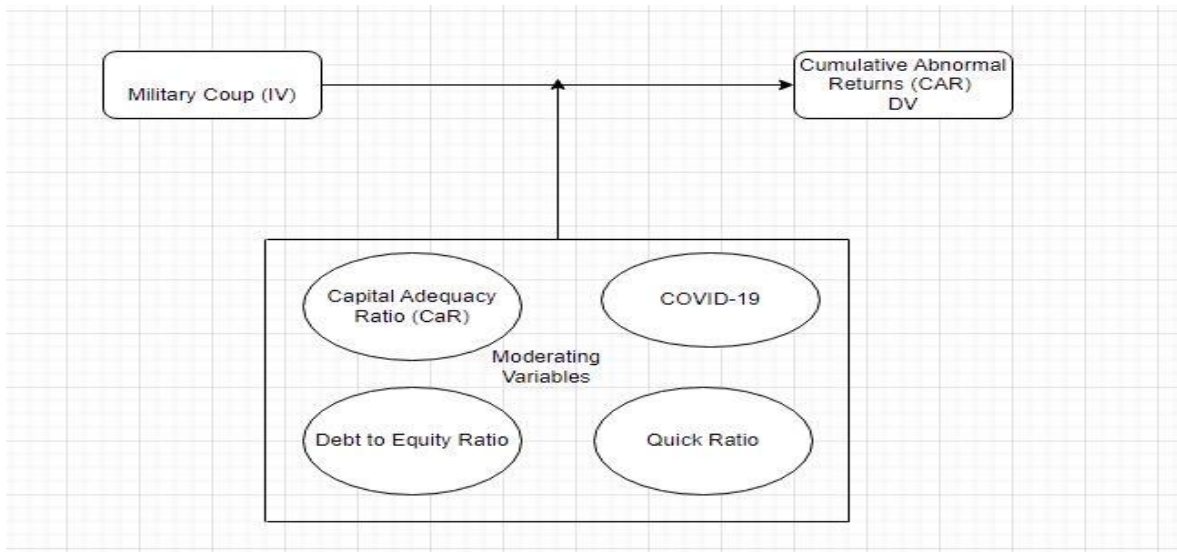 Military Coup (IV)
Cumulative Abnormal
Returns (CAR)
DV
Capital Adequacy
Ratio (CaR)
COVID-19
Moderating
Variables
Debt to Equity Ratio
Quick Ratio